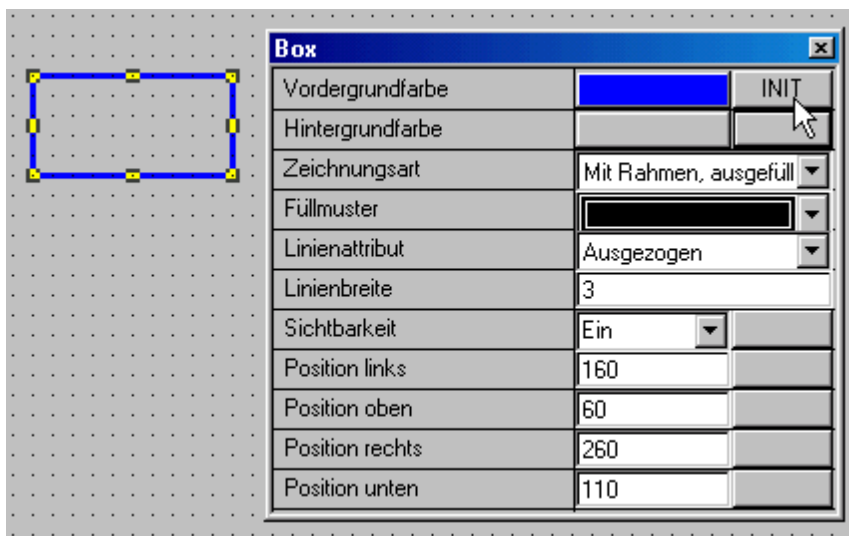 Box
Vordergrundfarbe INIT
Hintergrundfarbe
Zeichnungsart Mit Rahmen, ausgefüll
Füllmuster
Linienattribut Ausgezogen
Linienbreite 3
Sichtbarkeit Ein
Position links 160
Position oben 60
Position rechts 260
Position unten 110